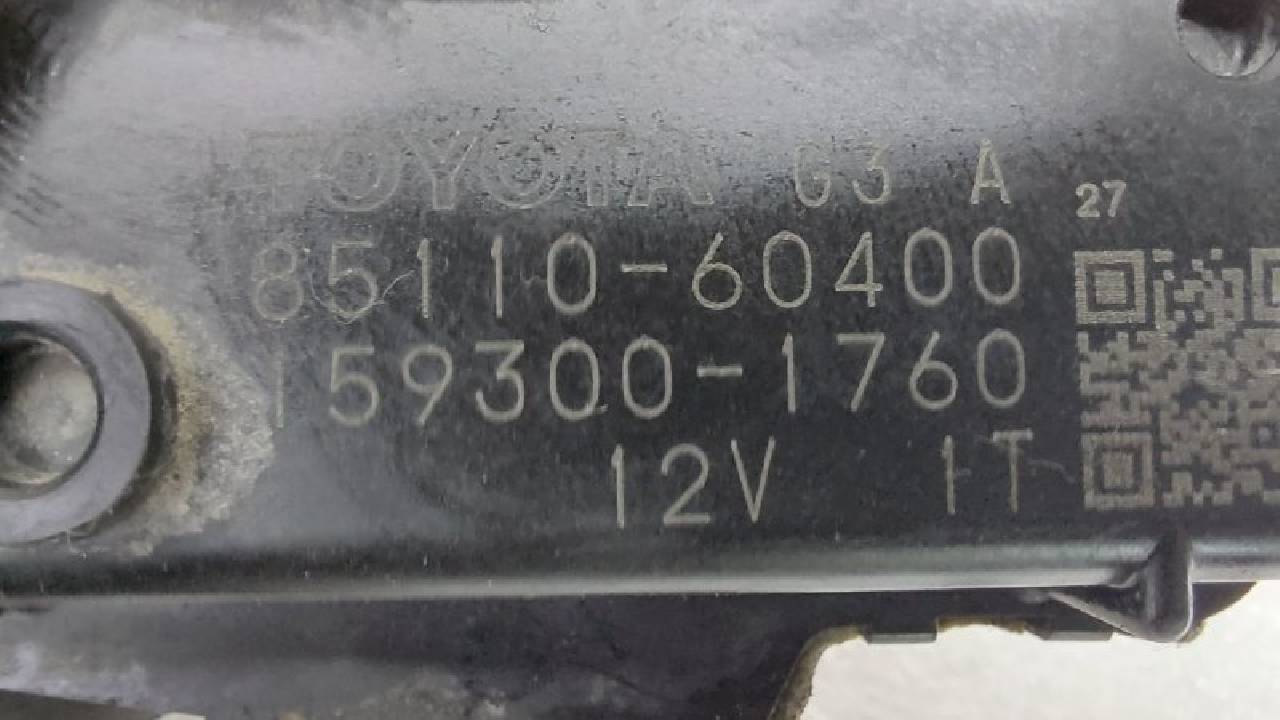 TOYOTA G3 A 27
85110-60400
159300-1760
12V 1T